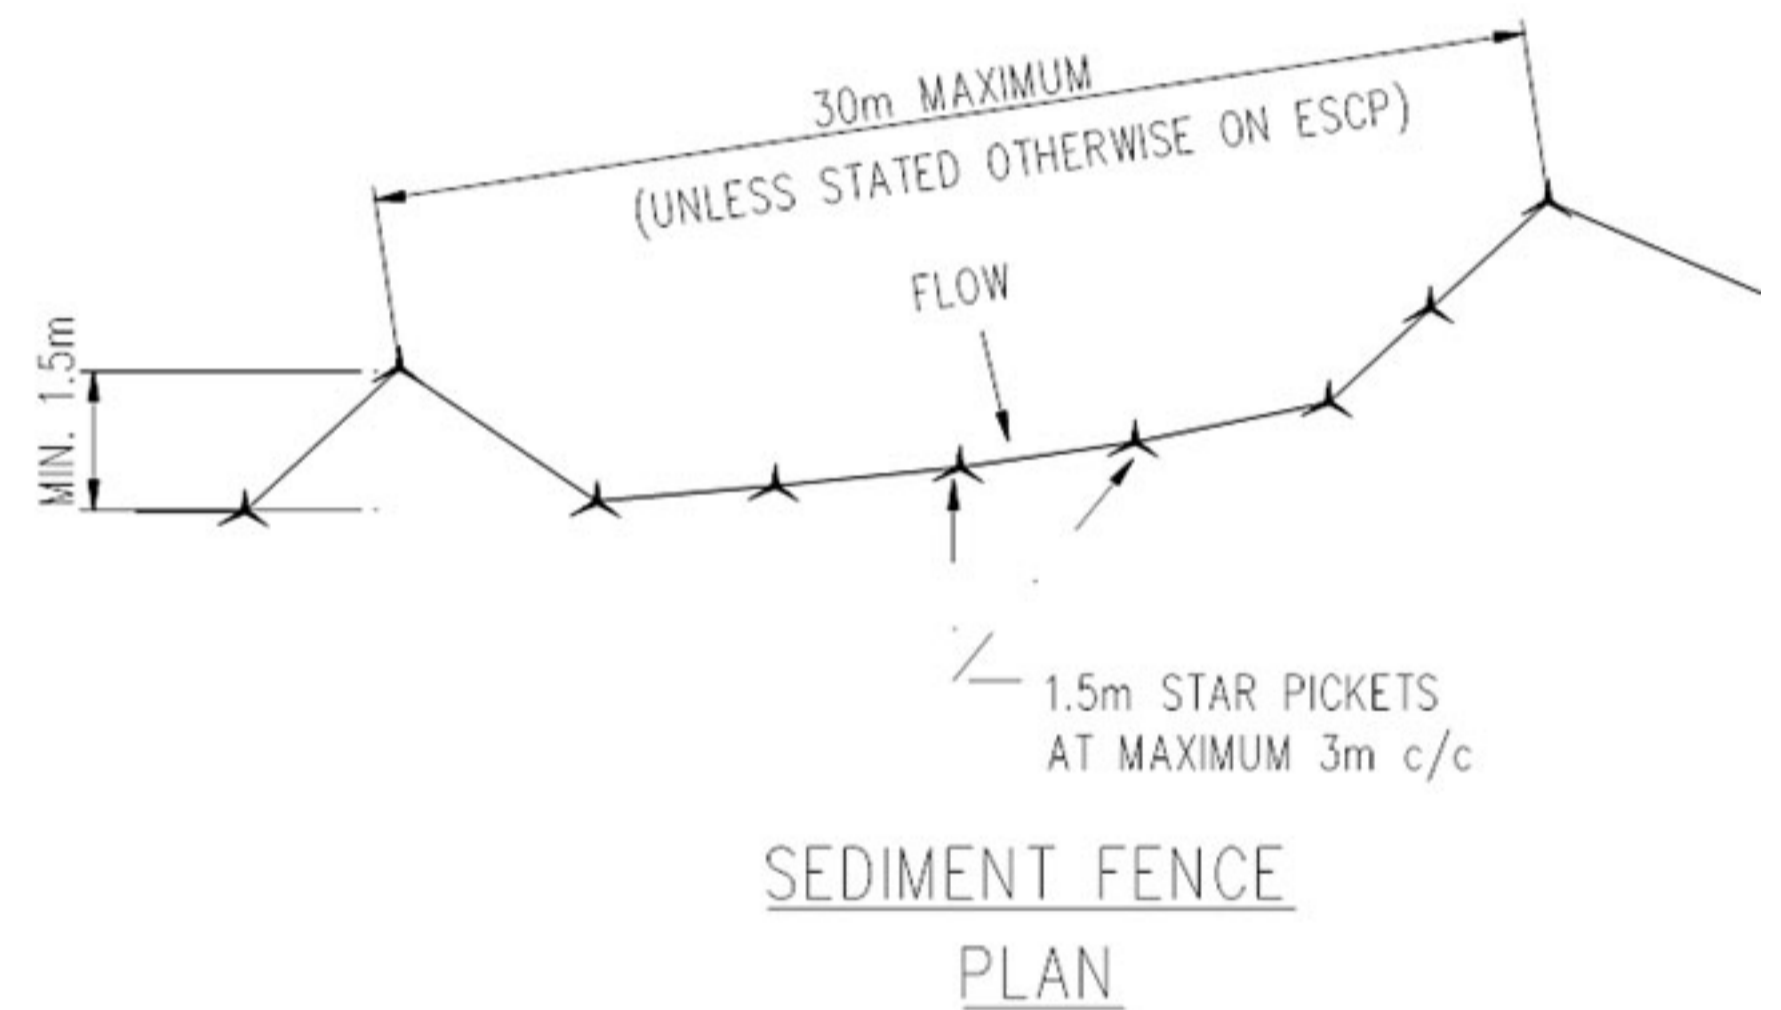 30m MAXIMUM
(UNLESS STATED OTHERWISE ON ESCP)
FLOW
MIN. 1.5m
1.5m STAR PICKETS
AT MAXIMUM 3m c/c
SEDIMENT FENCE
PLAN